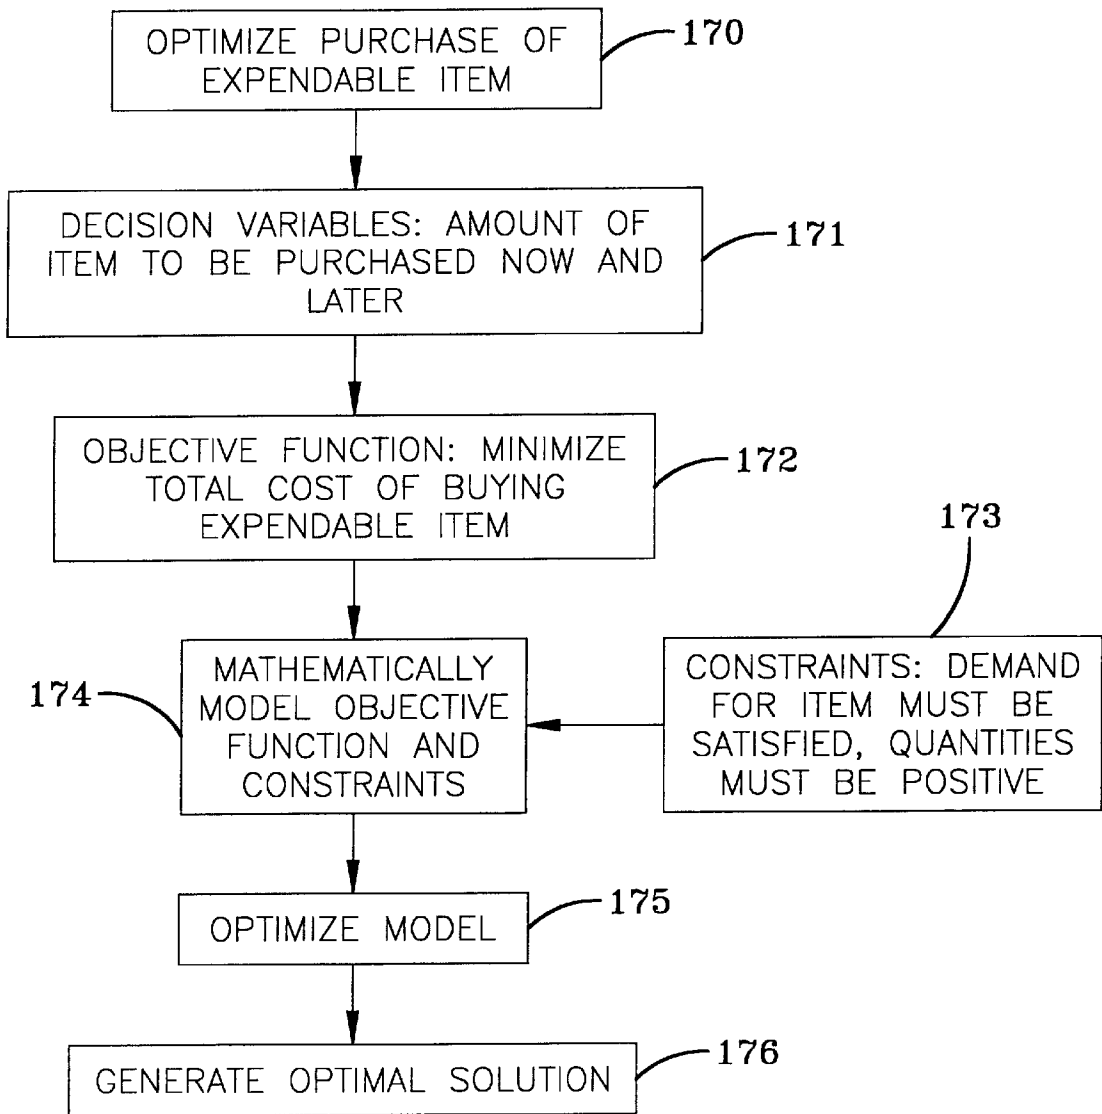 OPTIMIZE PURCHASE OF
EXPENDABLE ITEM
170
DECISION VARIABLES: AMOUNT OF
ITEM TO BE PURCHASED NOW AND
LATER
171
OBJECTIVE FUNCTION: MINIMIZE
TOTAL COST OF BUYING
EXPENDABLE ITEM
172
173
174
MATHEMATICALLY
MODEL OBJECTIVE
FUNCTION AND
CONSTRAINTS
CONSTRAINTS: DEMAND
FOR ITEM MUST BE
SATISFIED, QUANTITIES
MUST BE POSITIVE
OPTIMIZE MODEL
175
GENERATE OPTIMAL SOLUTION
176